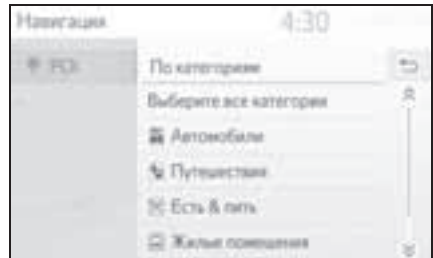 Навигация 4:30
POI
По категориям
Выберите все категории
Автомобили
Путешествия
Есть & пить
Жилые помещения